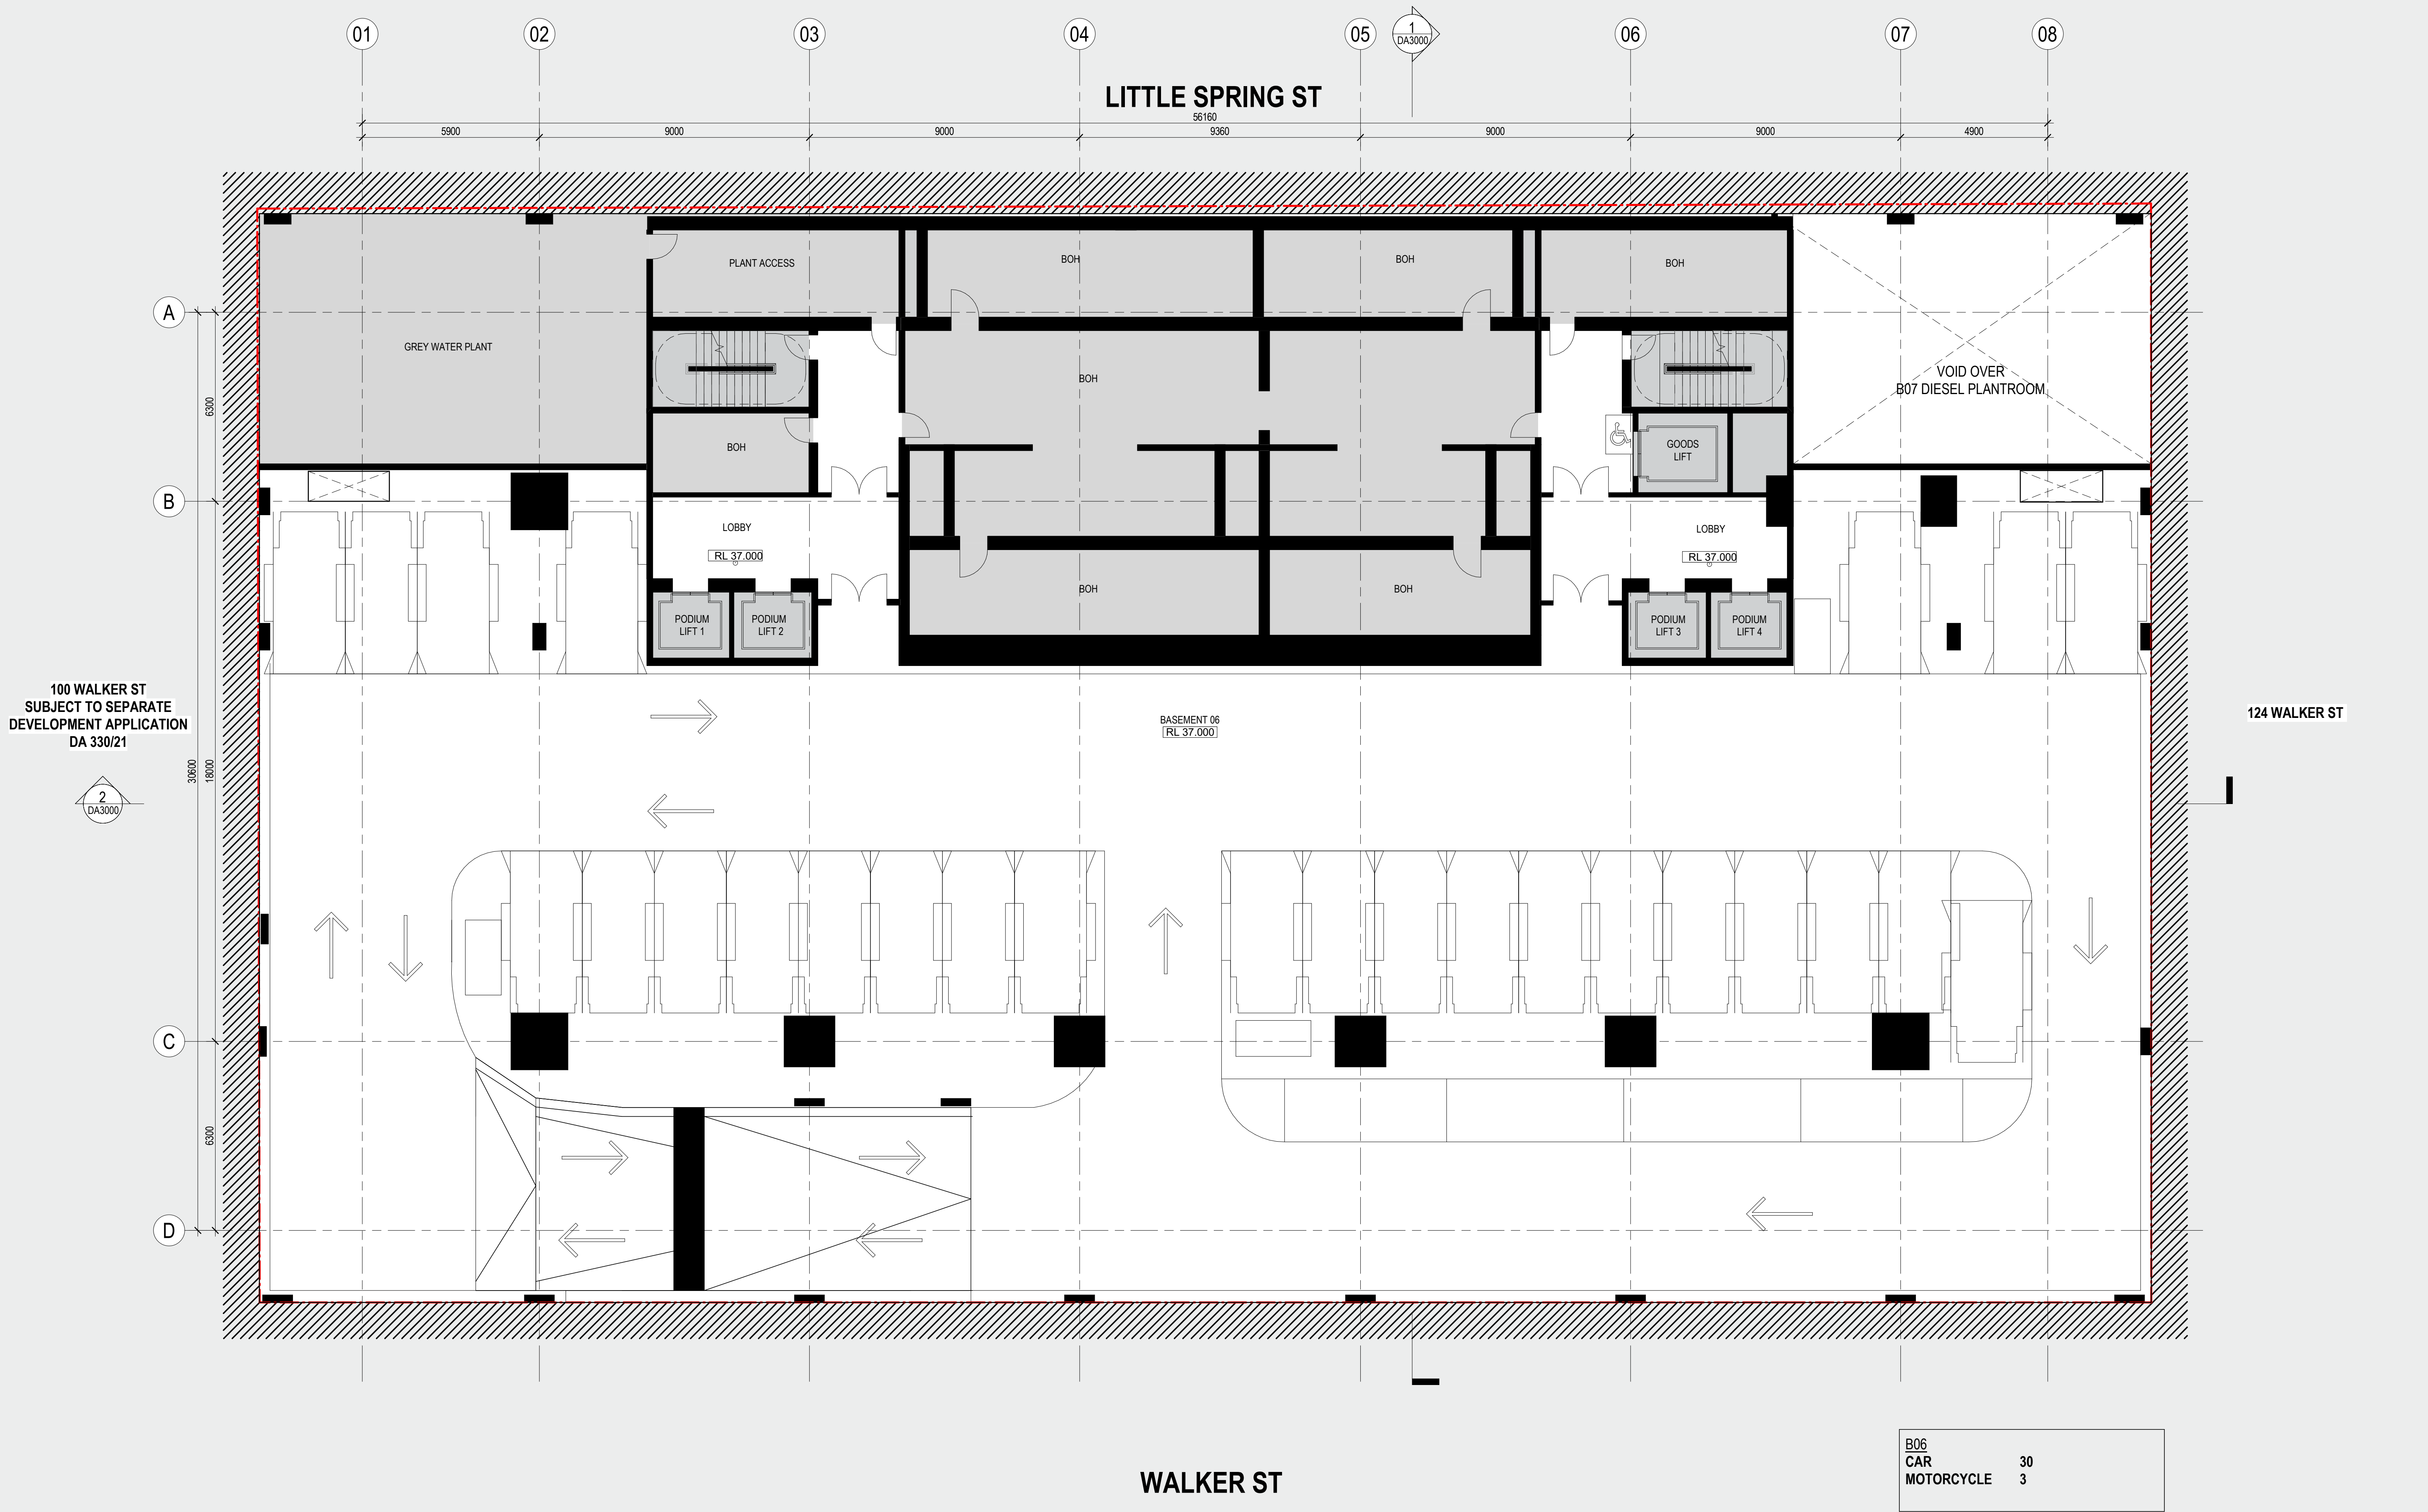 01
02
03
04
05
06
07
08
1
DA3000
LITTLE SPRING ST
56160
5900
9000
9000
9360
9000
9000
4900
PLANT ACCESS
BOH
BOH
BOH
A
GREY WATER PLANT
BOH
VOID OVER
B07 DIESEL PLANTROOM
6300
BOH
GOODS
LIFT
B
LOBBY
RL 37.000
LOBBY
RL 37.000
BOH
BOH
PODIUM
LIFT 1
PODIUM
LIFT 2
PODIUM
LIFT 3
PODIUM
LIFT 4
100 WALKER ST
SUBJECT TO SEPARATE
DEVELOPMENT APPLICATION
DA 330/21
BASEMENT 06
RL 37.000
124 WALKER ST
30600
18000
2
DA3000
C
6300
D
WALKER ST
B06
CAR 30
MOTORCYCLE 3